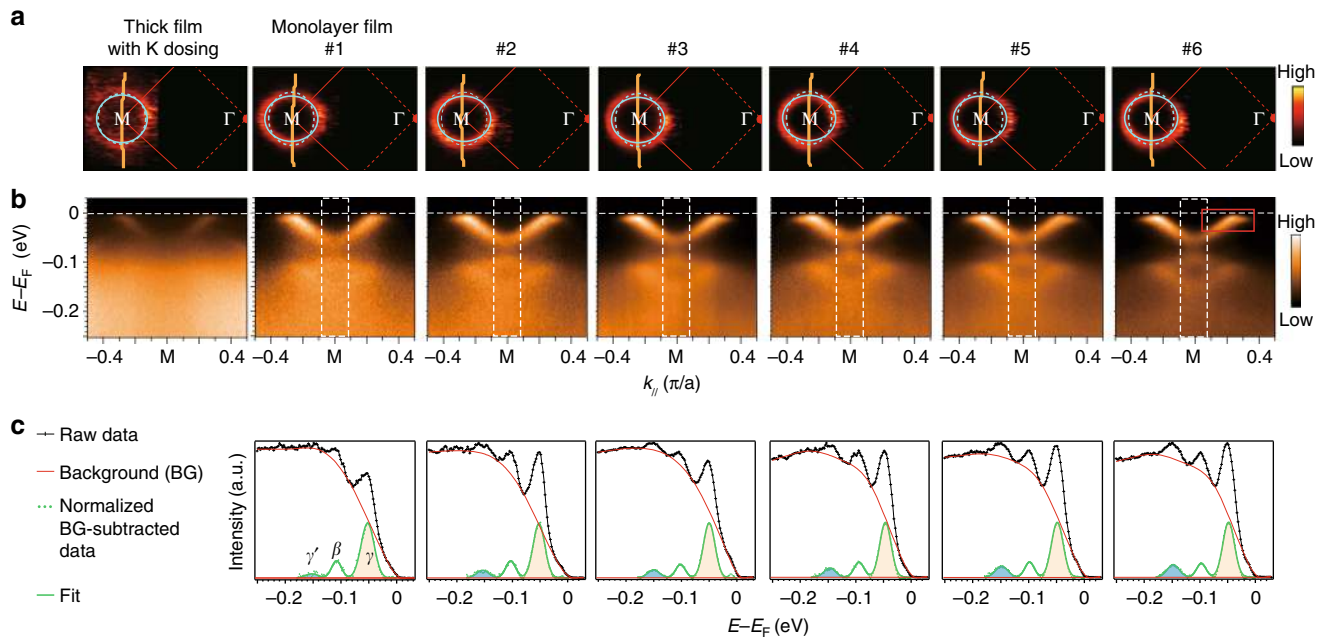 a
Thick film
with K dosing
Monolayer film
#1
#2
#3
#4
#5
#6
M
Γ
M
Γ
M
Γ
M
Γ
M
Γ
M
Γ
M
Γ
High
Low
b
E–E_F (eV)
0
–0.1
–0.2
–0.4
M
0.4
–0.4
M
0.4
–0.4
M
0.4
–0.4
M
0.4
–0.4
M
0.4
–0.4
M
0.4
–0.4
M
0.4
k_// (π/a)
High
Low
c
Raw data
Background (BG)
Normalized
BG-subtracted
data
Fit
Intensity (a.u.)
γ′
β
γ
–0.2
–0.1
0
–0.2
–0.1
0
–0.2
–0.1
0
–0.2
–0.1
0
–0.2
–0.1
0
–0.2
–0.1
0
E–E_F (eV)